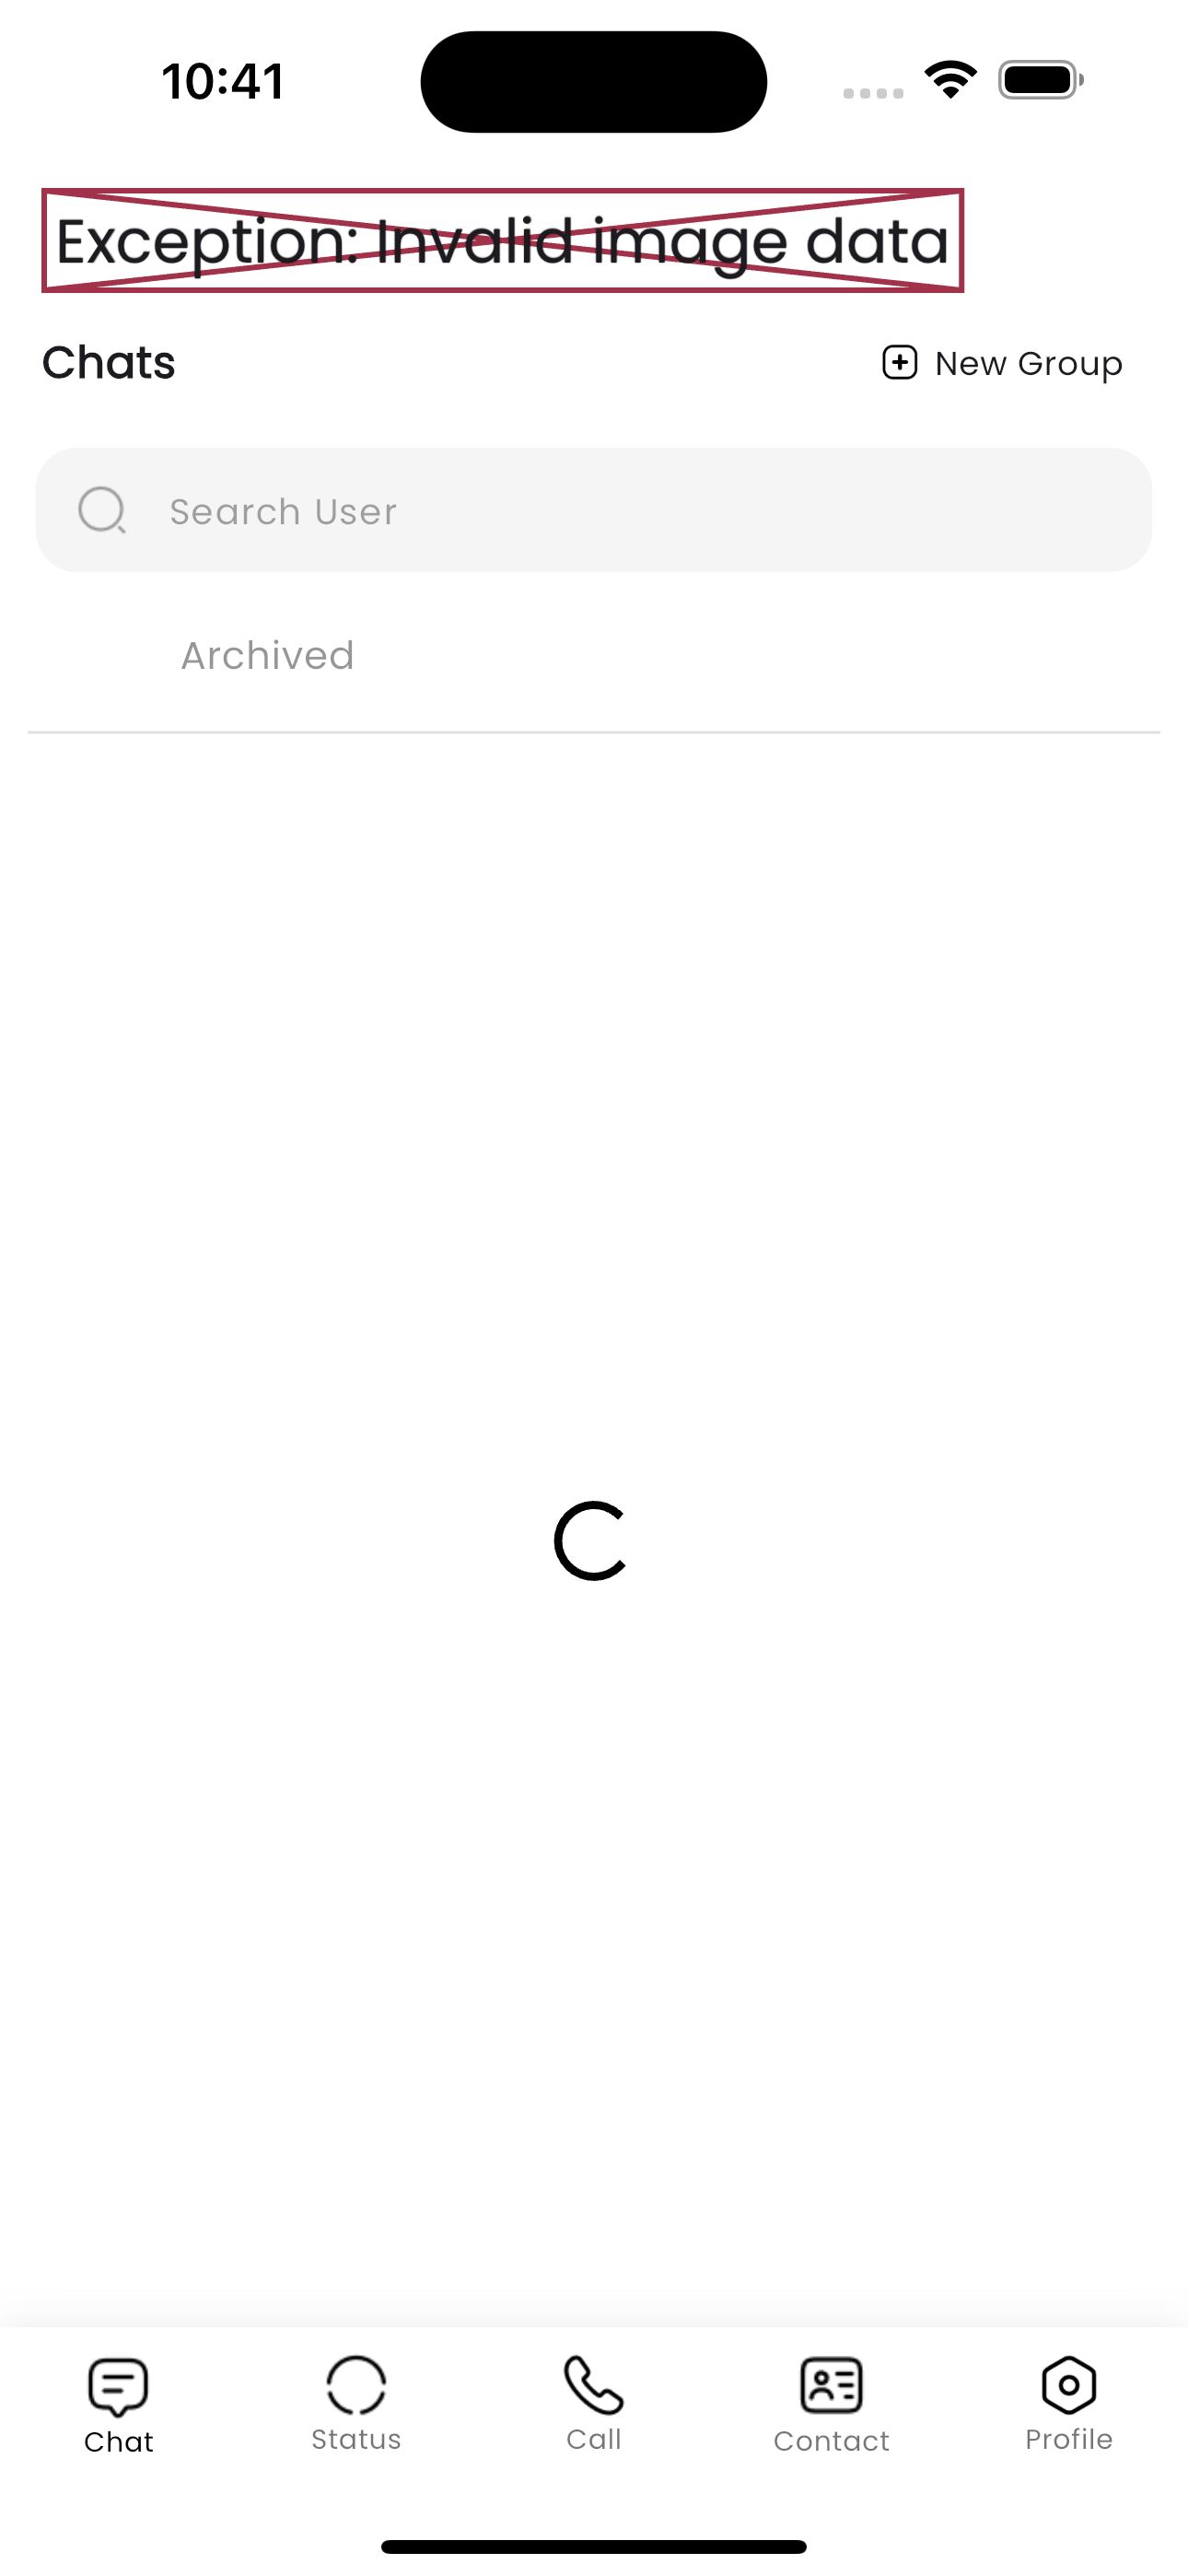 10:41
Exception: Invalid image data
Chats
New Group
Search User
Archived
Chat
Status
Call
Contact
Profile